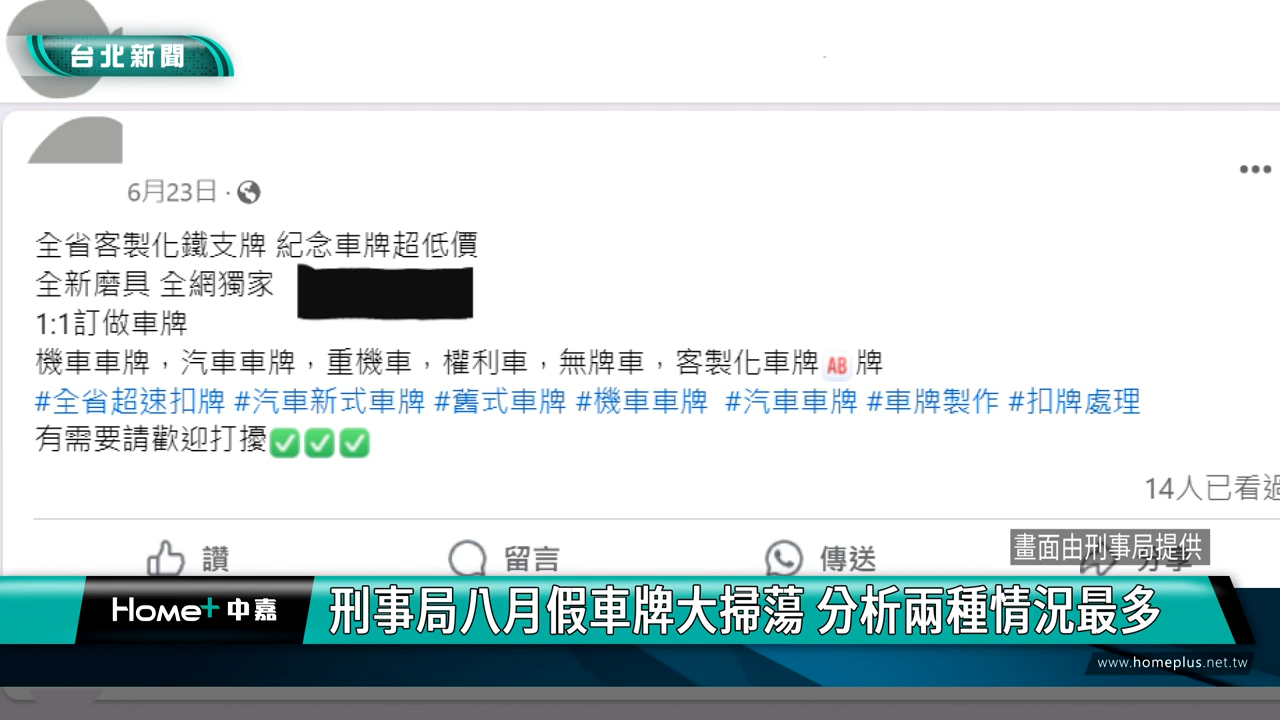 台北新聞
6月23日 ·
全省客製化鐵支牌 紀念車牌超低價
全新磨具 全網獨家
1:1訂做車牌
機車車牌，汽車車牌，重機車，權利車，無牌車，客製化車牌🆎牌
#全省超速扣牌 #汽車新式車牌 #舊式車牌 #機車車牌 #汽車車牌 #車牌製作 #扣牌處理
有需要請歡迎打擾✅✅✅
14人已看過
讚 留言 傳送 分享
畫面由刑事局提供
Home+ 中嘉 刑事局八月假車牌大掃蕩 分析兩種情況最多
www.homeplus.net.tw